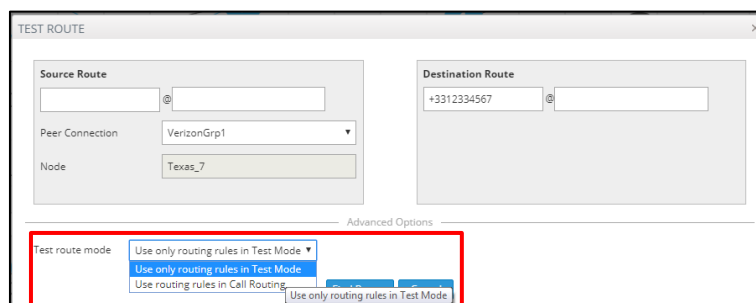 TEST ROUTE
Source Route
@
Peer Connection VerizonGrp1
Node Texas_7
Destination Route
+3312334567 @
Advanced Options
Test route mode Use only routing rules in Test Mode
Use only routing rules in Test Mode
Use routing rules in Call Routing
Use only routing rules in Test Mode